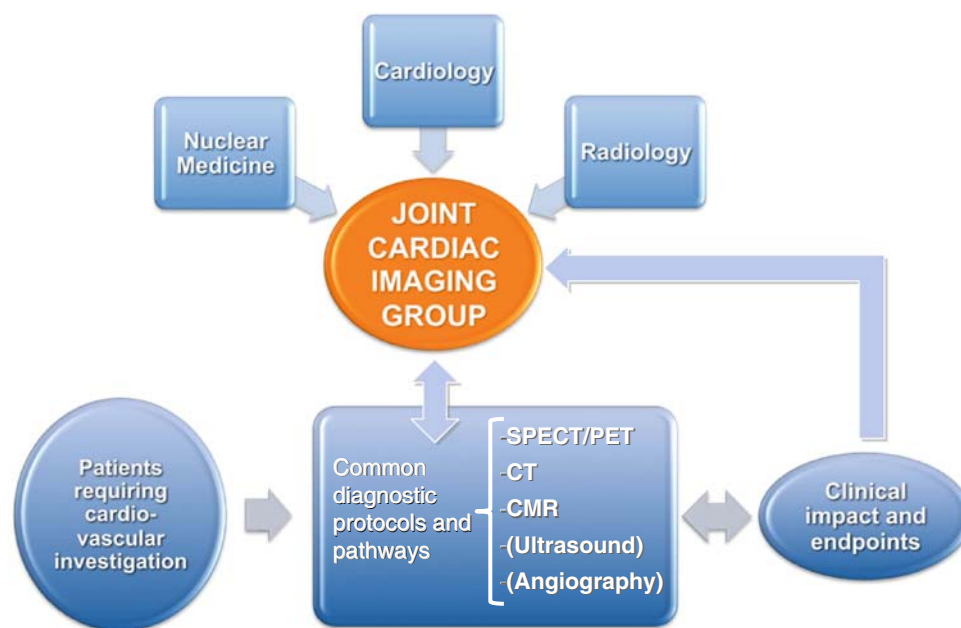 Cardiology
Nuclear
Medicine
Radiology
JOINT
CARDIAC
IMAGING
GROUP
Patients
requiring
cardio-
vascular
investigation
Common
diagnostic
protocols and
pathways
-SPECT/PET
-CT
-CMR
-(Ultrasound)
-(Angiography)
Clinical
impact and
endpoints